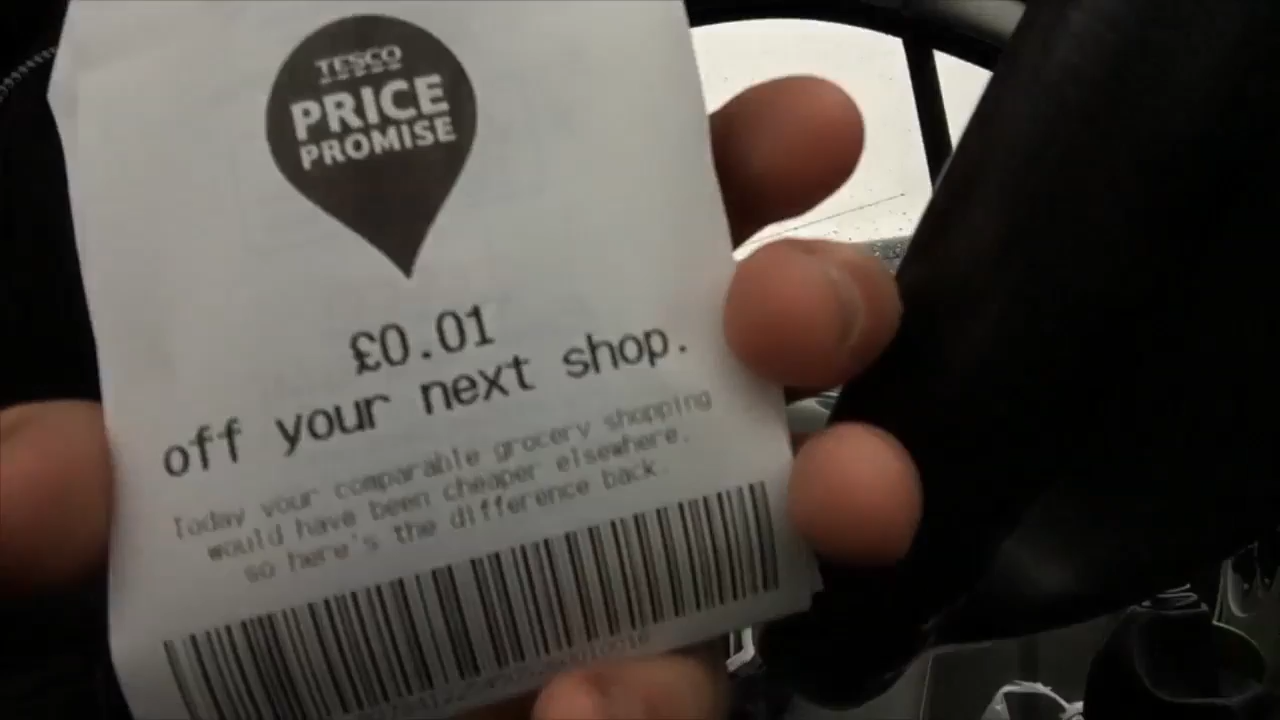 TESCO
PRICE
PROMISE
£0.01
off your next shop.
Today your comparable grocery shopping
would have been cheaper elsewhere.
so here's the difference back.